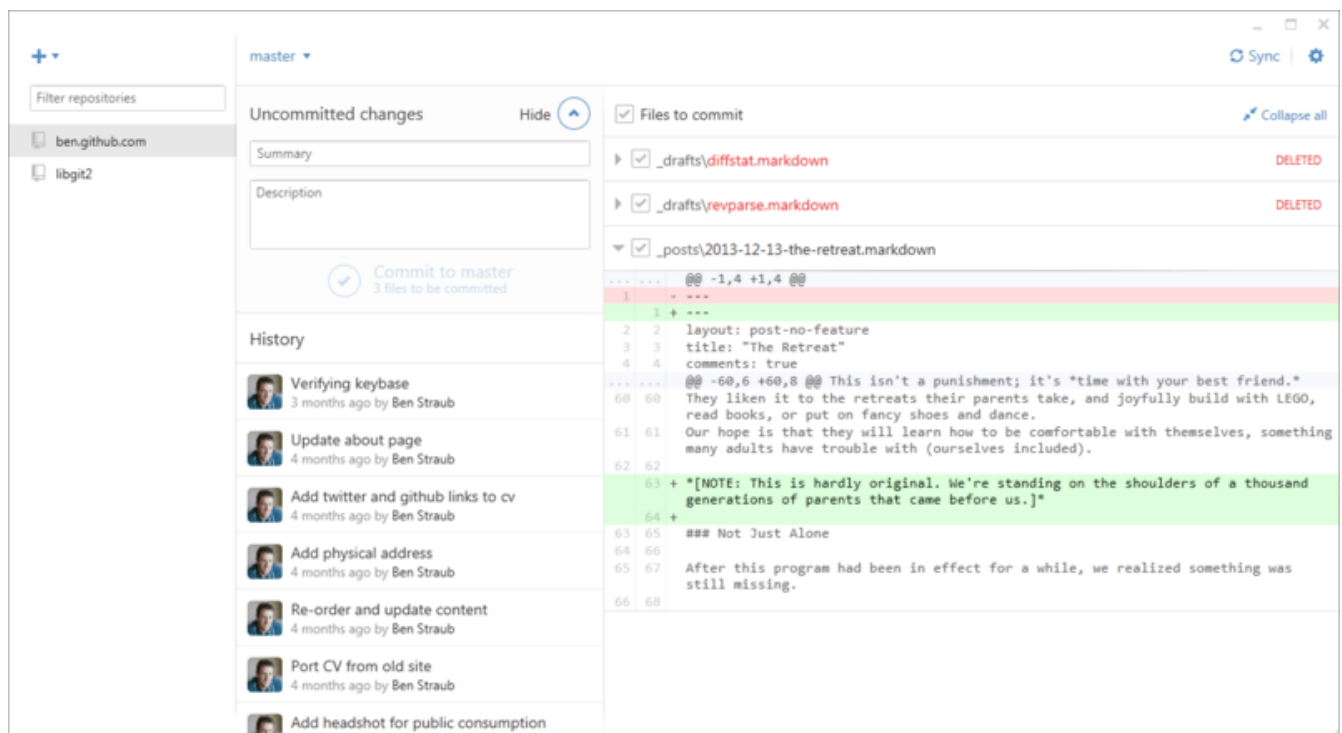 master
Sync
Filter repositories
ben.github.com
libgit2
Uncommitted changes
Hide
Summary
Description
Commit to master
3 files to be committed
History
Verifying keybase
3 months ago by Ben Straub
Update about page
4 months ago by Ben Straub
Add twitter and github links to cv
4 months ago by Ben Straub
Add physical address
4 months ago by Ben Straub
Re-order and update content
4 months ago by Ben Straub
Port CV from old site
4 months ago by Ben Straub
Add headshot for public consumption
Files to commit
Collapse all
_drafts\diffstat.markdown DELETED
_drafts\revparse.markdown DELETED
_posts\2013-12-13-the-retreat.markdown
... ... @@ -1,4 +1,4 @@
1 - ---
1 + ---
2 2 layout: post-no-feature
3 3 title: "The Retreat"
4 4 comments: true
... ... @@ -60,6 +60,8 @@ This isn't a punishment; it's *time with your best friend.*
60 60 They liken it to the retreats their parents take, and joyfully build with LEGO,
read books, or put on fancy shoes and dance.
61 61 Our hope is that they will learn how to be comfortable with themselves, something
many adults have trouble with (ourselves included).
62 62
63 + *[NOTE: This is hardly original. We're standing on the shoulders of a thousand
generations of parents that came before us.]*
64 +
63 65 ### Not Just Alone
64 66
65 67 After this program had been in effect for a while, we realized something was
still missing.
66 68